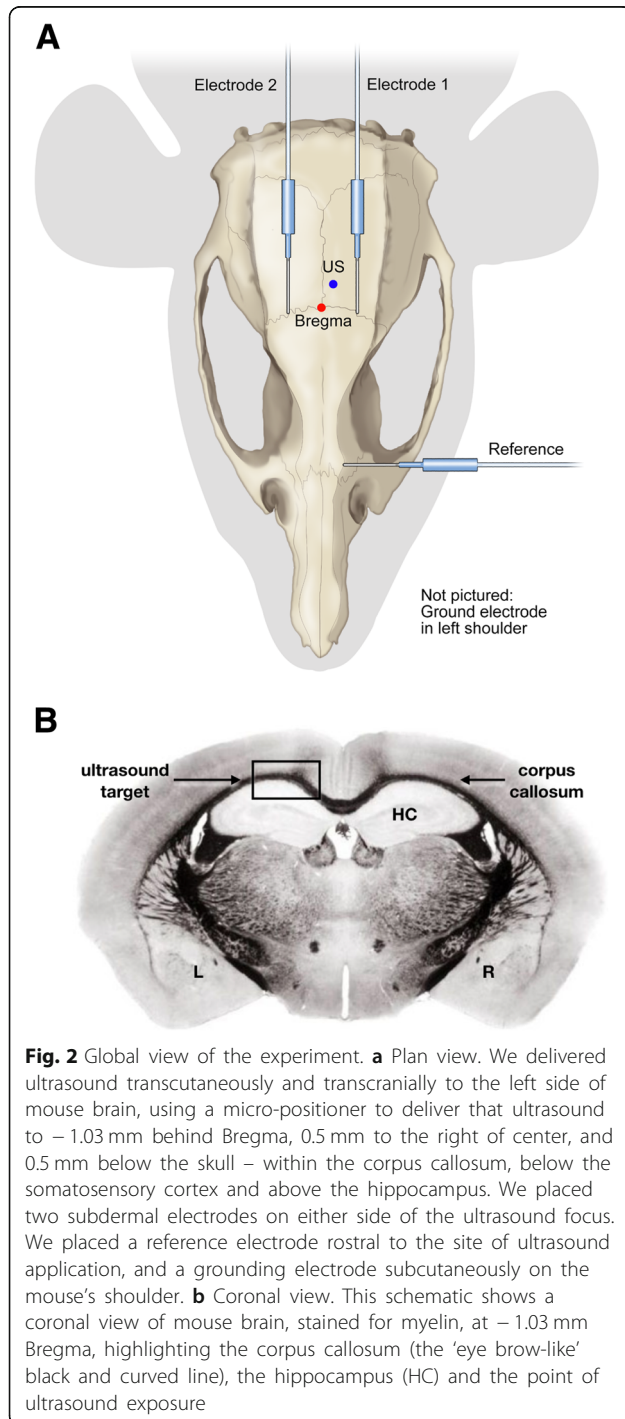 A
Electrode 2
Electrode 1
US
Bregma
Reference
Not pictured:
Ground electrode
in left shoulder
B
ultrasound
target
corpus
callosum
HC
L
R
Fig. 2 Global view of the experiment. a Plan view. We delivered
ultrasound transcutaneously and transcranially to the left side of
mouse brain, using a micro-positioner to deliver that ultrasound
to − 1.03 mm behind Bregma, 0.5 mm to the right of center, and
0.5 mm below the skull – within the corpus callosum, below the
somatosensory cortex and above the hippocampus. We placed
two subdermal electrodes on either side of the ultrasound focus.
We placed a reference electrode rostral to the site of ultrasound
application, and a grounding electrode subcutaneously on the
mouse's shoulder. b Coronal view. This schematic shows a
coronal view of mouse brain, stained for myelin, at − 1.03 mm
Bregma, highlighting the corpus callosum (the 'eye brow-like'
black and curved line), the hippocampus (HC) and the point of
ultrasound exposure